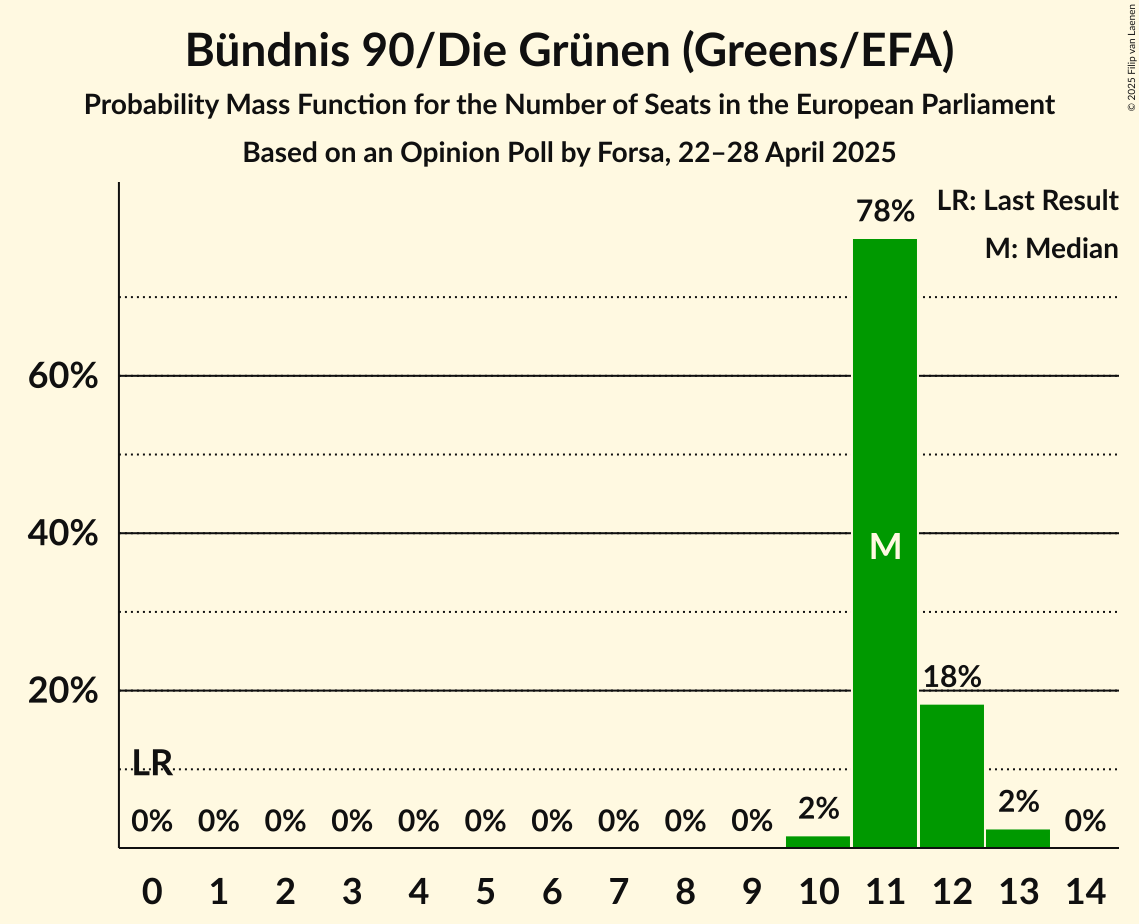 Bündnis 90/Die Grünen (Greens/EFA)
Probability Mass Function for the Number of Seats in the European Parliament
Based on an Opinion Poll by Forsa, 22–28 April 2025
© 2025 Filip van Laenen
LR: Last Result
M: Median
78%
60%
40%
M
20%
18%
LR
0% 0% 0% 0% 0% 0% 0% 0% 0% 0% 2% 2% 0%
0 1 2 3 4 5 6 7 8 9 10 11 12 13 14